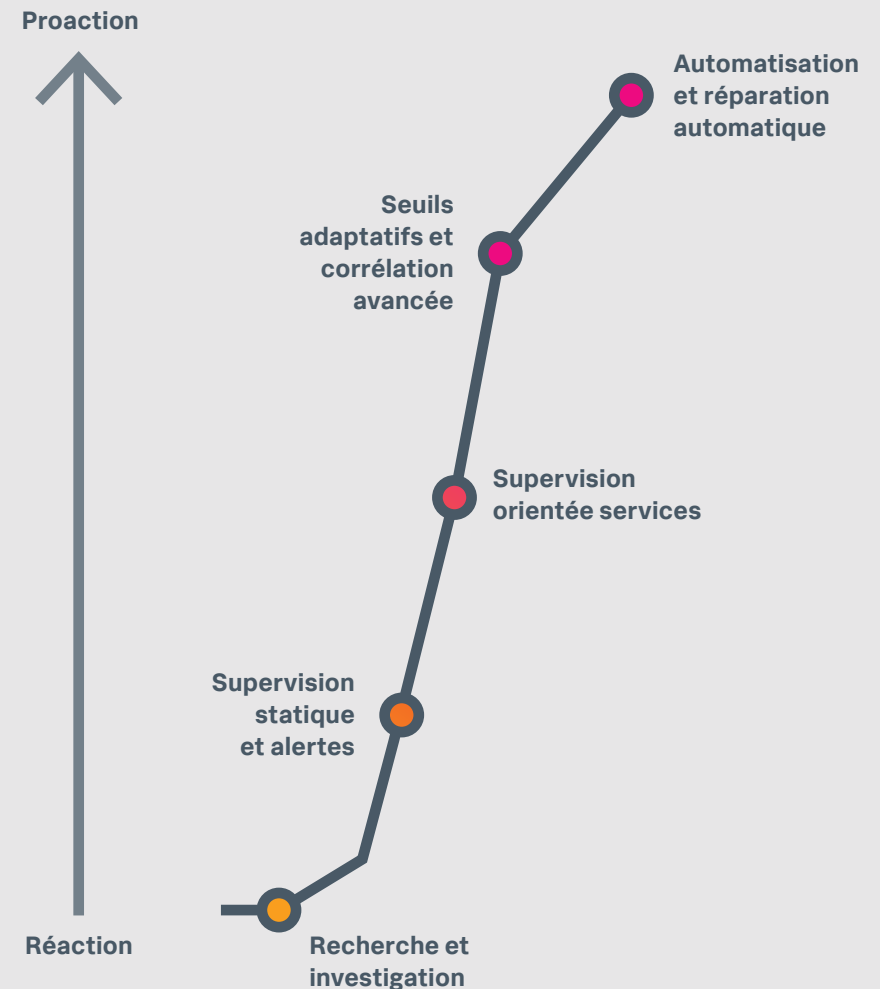 Proaction
Automatisation
et réparation
automatique
Seuils
adaptatifs et
corrélation
avancée
Supervision
orientée services
Supervision
statique
et alertes
Réaction
Recherche et
investigation